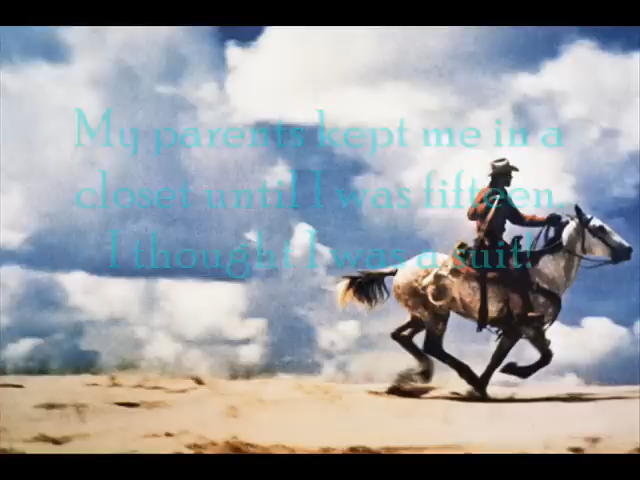 My parents kept me in a
closet until I was fifteen.
I thought I was a suit!